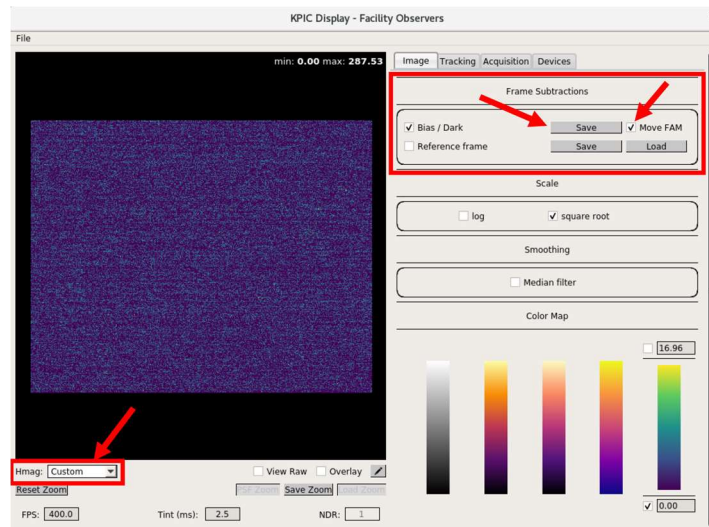 KPIC Display - Facility Observers
File
min: 0.00 max: 287.53
Image Tracking Acquisition Devices
Frame Subtractions
Bias / Dark Save Move FAM
Reference frame Save Load
Scale
log square root
Smoothing
Median filter
Color Map
16.96
0.00
Hmag: Custom View Raw Overlay
Reset Zoom PSF Zoom Save Zoom Load Zoom
FPS: 400.0 Tint (ms): 2.5 NDR: 1